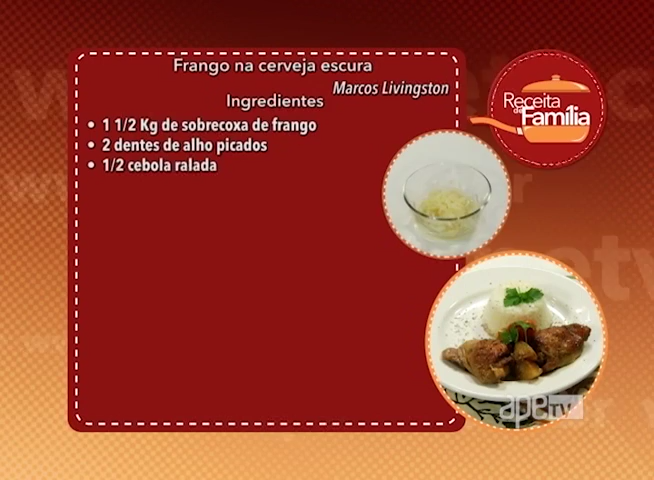 Frango na cerveja escura
Marcos Livingston
Ingredientes
• 1 1/2 Kg de sobrecoxa de frango
• 2 dentes de alho picados
• 1/2 cebola ralada
Receita
de Família
apetv